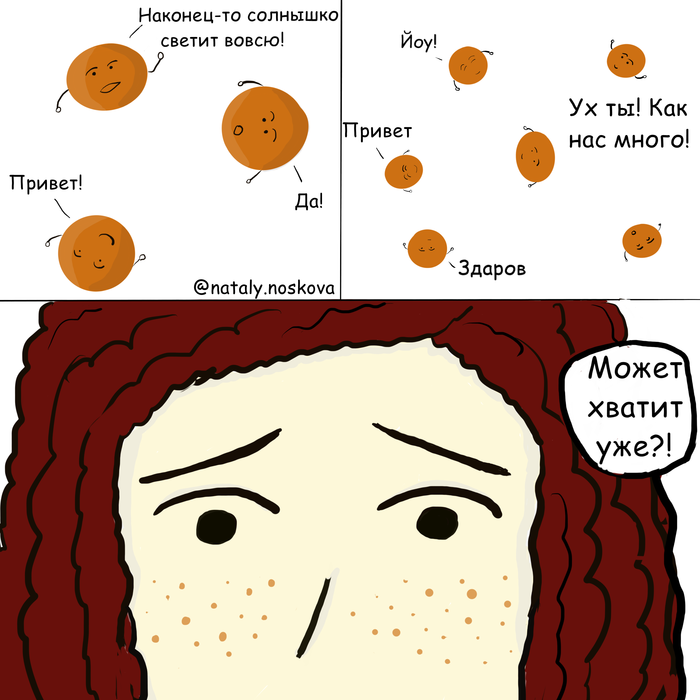 Наконец-то солнышко
светит вовсю!
Привет!
Да!
@nataly.noskova
Йоу!
Ух ты! Как
нас много!
Привет
Здаров
Может
хватит
уже?!